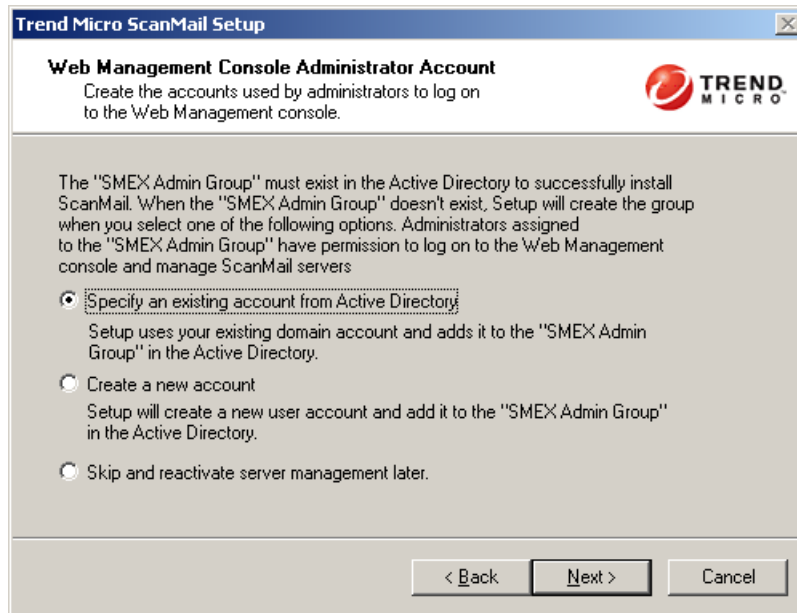 Trend Micro ScanMail Setup
Web Management Console Administrator Account
Create the accounts used by administrators to log on
to the Web Management console.
TREND
MICRO
The "SMEX Admin Group" must exist in the Active Directory to successfully install
ScanMail. When the "SMEX Admin Group" doesn't exist, Setup will create the group
when you select one of the following options. Administrators assigned
to the "SMEX Admin Group" have permission to log on to the Web Management
console and manage ScanMail servers
Specify an existing account from Active Directory
Setup uses your existing domain account and adds it to the "SMEX Admin
Group" in the Active Directory.
Create a new account
Setup will create a new user account and add it to the "SMEX Admin Group"
in the Active Directory.
Skip and reactivate server management later.
< Back
Next >
Cancel